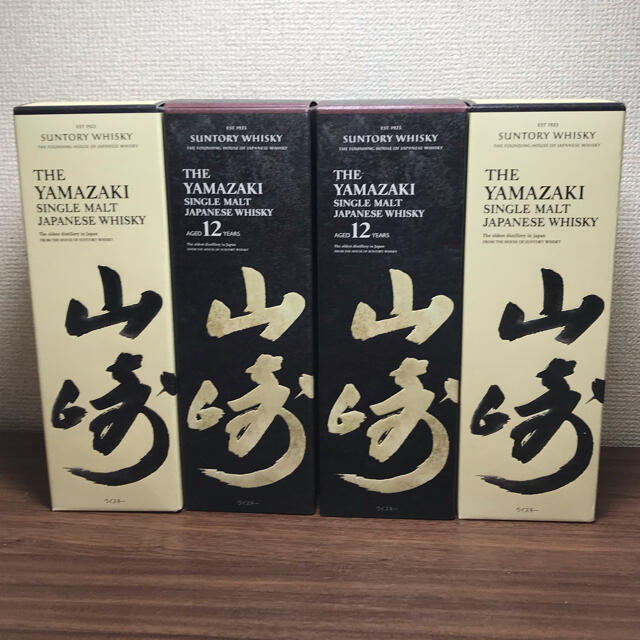 EST 1923
SUNTORY WHISKY
THE FOUNDING HOUSE OF JAPANESE WHISKY
THE
YAMAZAKI
SINGLE MALT
JAPANESE WHISKY
The oldest distillery in Japan
FROM THE HOUSE OF SUNTORY WHISKY
山崎
ウイスキー
EST 1923
SUNTORY WHISKY
THE FOUNDING HOUSE OF JAPANESE WHISKY
THE
YAMAZAKI
SINGLE MALT
JAPANESE WHISKY
AGED 12 YEARS
The oldest distillery in Japan
FROM THE HOUSE OF SUNTORY WHISKY
山崎
ウイスキー
EST 1923
SUNTORY WHISKY
THE FOUNDING HOUSE OF JAPANESE WHISKY
THE
YAMAZAKI
SINGLE MALT
JAPANESE WHISKY
AGED 12 YEARS
The oldest distillery in Japan
FROM THE HOUSE OF SUNTORY WHISKY
山崎
ウイスキー
EST 1923
SUNTORY WHISKY
THE FOUNDING HOUSE OF JAPANESE WHISKY
THE
YAMAZAKI
SINGLE MALT
JAPANESE WHISKY
The oldest distillery in Japan
FROM THE HOUSE OF SUNTORY WHISKY
山崎
ウイスキー